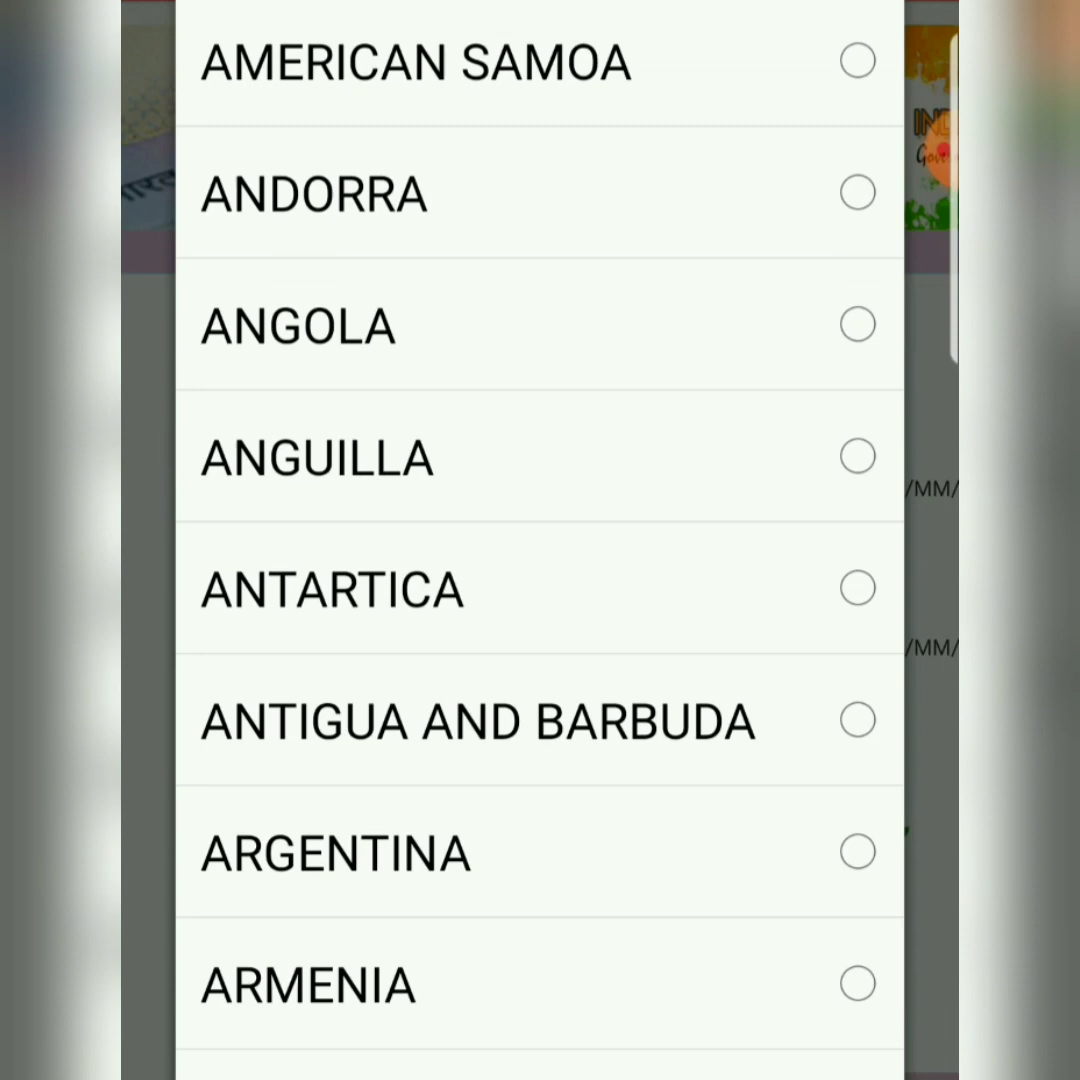 AMERICAN SAMOA
ANDORRA
ANGOLA
ANGUILLA
/MM/
ANTARTICA
/MM/
ANTIGUA AND BARBUDA
ARGENTINA
ARMENIA